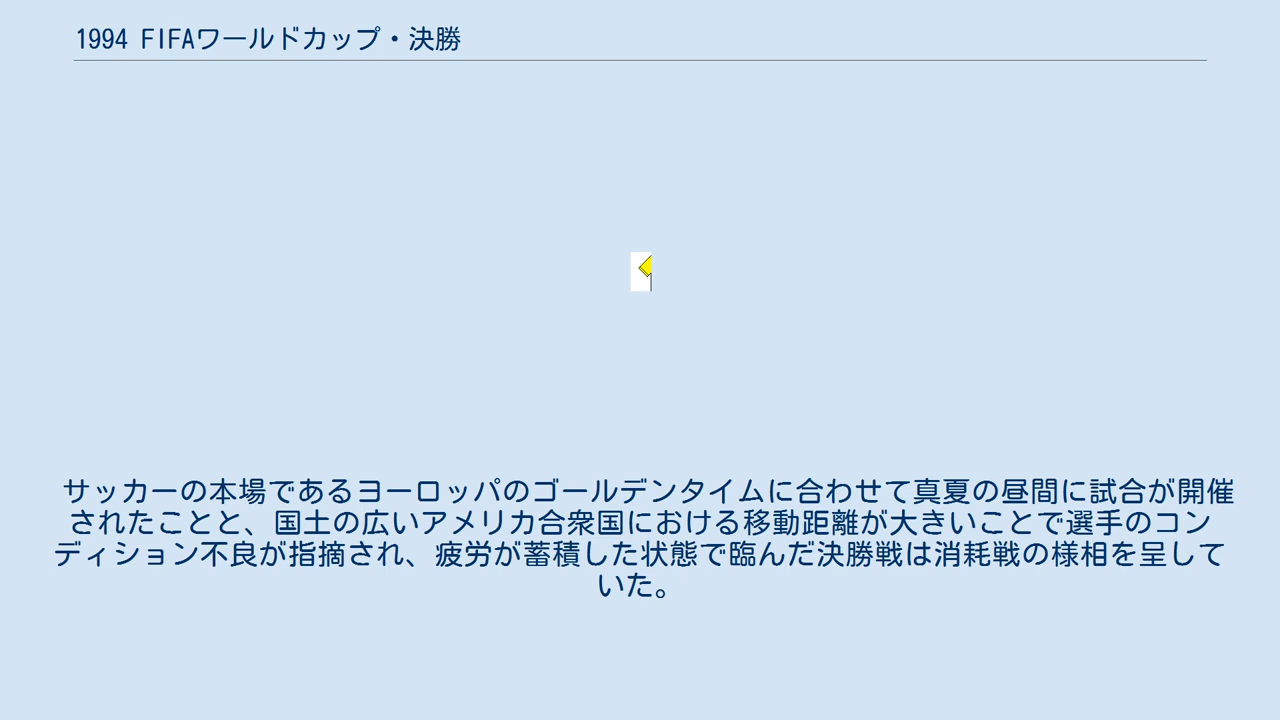 1994 FIFAワールドカップ・決勝
サッカーの本場であるヨーロッパのゴールデンタイムに合わせて真夏の昼間に試合が開催
されたことと、国土の広いアメリカ合衆国における移動距離が大きいことで選手のコン
ディション不良が指摘され、疲労が蓄積した状態で臨んだ決勝戦は消耗戦の様相を呈して
いた。